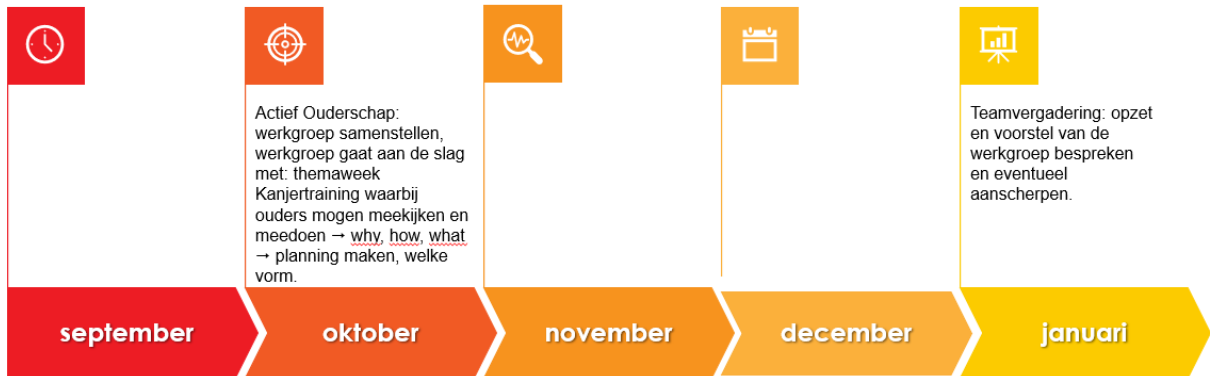 Actief Ouderschap:
werkgroep samenstellen,
werkgroep gaat aan de slag
met: themaweek
Kanjertraining waarbij
ouders mogen meekijken en
meedoen → why, how, what
→ planning maken, welke
vorm.
Teamvergadering: opzet
en voorstel van de
werkgroep bespreken
en eventueel
aanscherpen.
september
oktober
november
december
januari